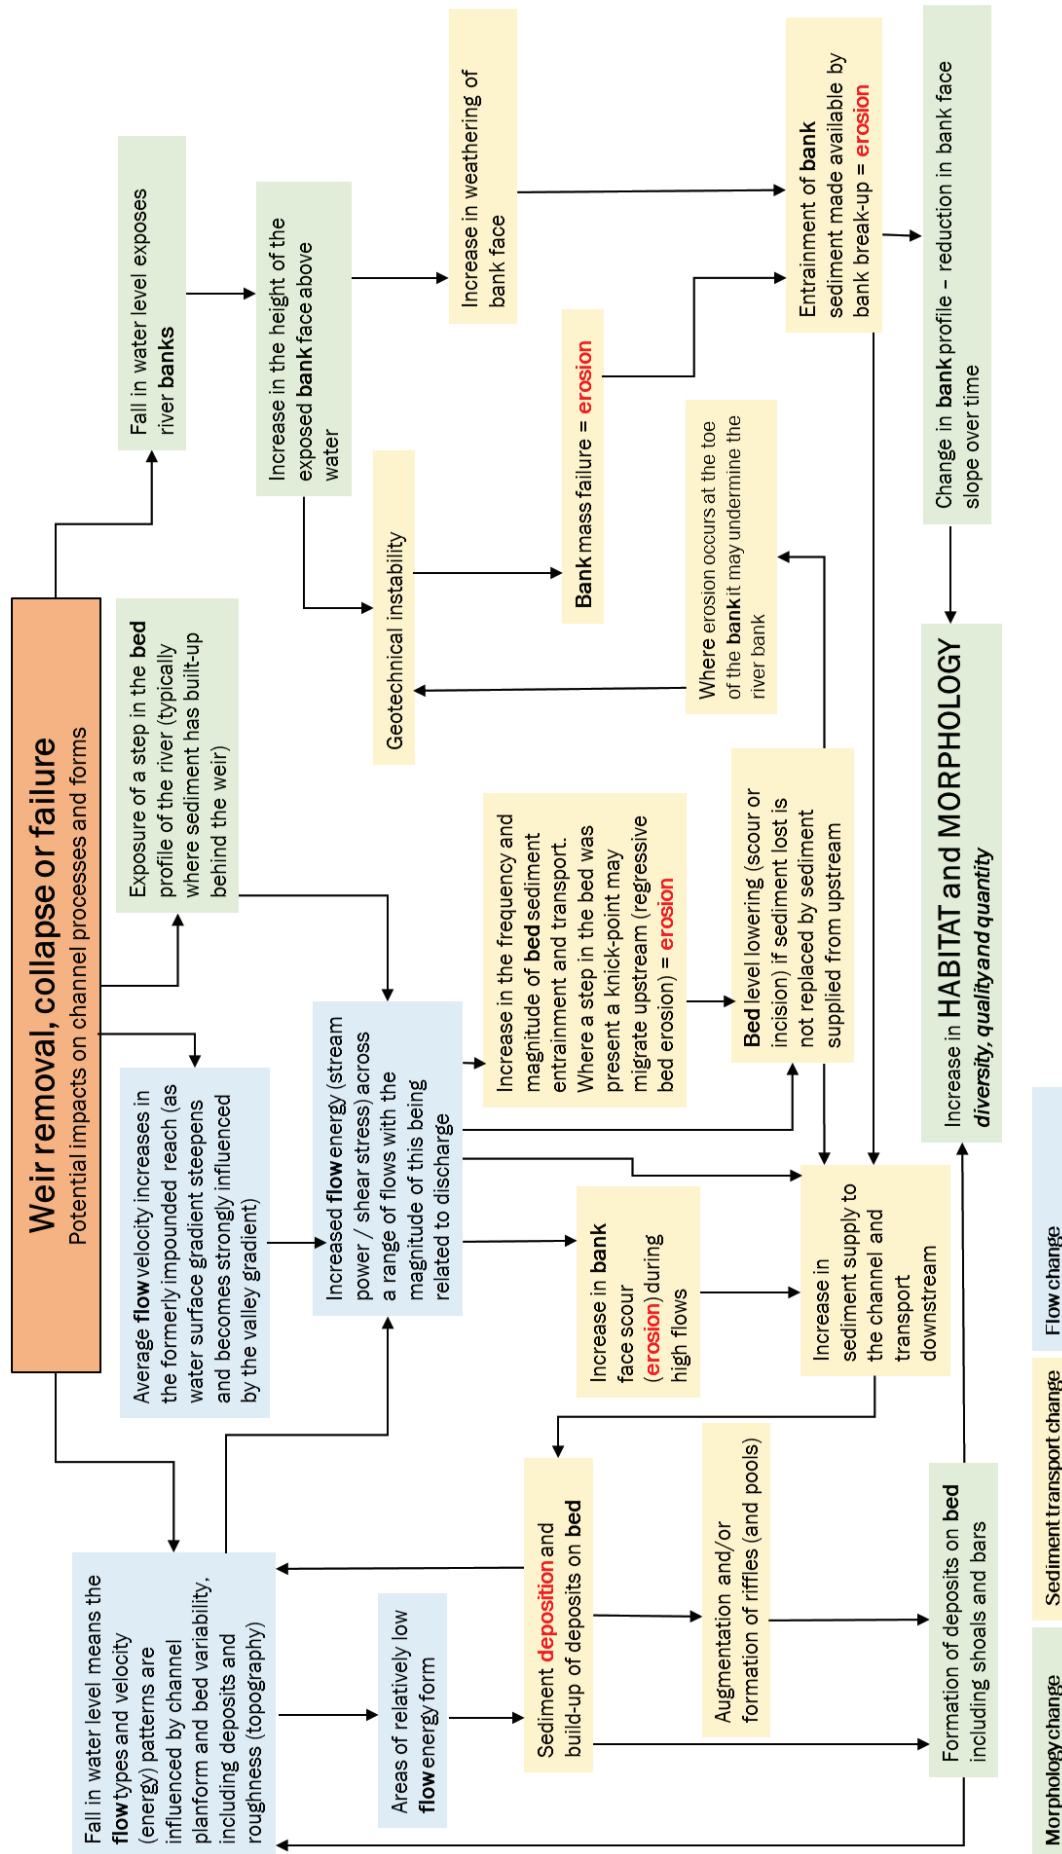 Weir removal, collapse or failure
Potential impacts on channel processes and forms
Fall in water level means the
flow types and velocity
(energy) patterns are
influenced by channel
planform and bed variability,
including deposits and
roughness (topography)
Average flow velocity increases in
the formerly impounded reach (as
water surface gradient steepens
and becomes strongly influenced
by the valley gradient)
Exposure of a step in the bed
profile of the river (typically
where sediment has built-up
behind the weir)
Fall in water level exposes
river banks
Increase in the height of the
exposed bank face above
water
Areas of relatively low
flow energy form
Increased flow energy (stream
power / shear stress) across
a range of flows with the
magnitude of this being
related to discharge
Geotechnical instability
Increase in weathering of
bank face
Sediment deposition and
build-up of deposits on bed
Increase in bank
face scour
(erosion) during
high flows
Increase in the frequency and
magnitude of bed sediment
entrainment and transport.
Where a step in the bed was
present a knick-point may
migrate upstream (regressive
bed erosion) = erosion
Bank mass failure = erosion
Augmentation and/or
formation of riffles (and pools)
Bed level lowering (scour or
incision) if sediment lost is
not replaced by sediment
supplied from upstream
Where erosion occurs at the toe
of the bank it may undermine the
river bank
Increase in
sediment supply to
the channel and
transport
downstream
Entrainment of bank
sediment made available by
bank break-up = erosion
Formation of deposits on bed
including shoals and bars
Increase in HABITAT and MORPHOLOGY
diversity, quality and quantity
Change in bank profile – reduction in bank face
slope over time
Morphology change
Sediment transport change
Flow change